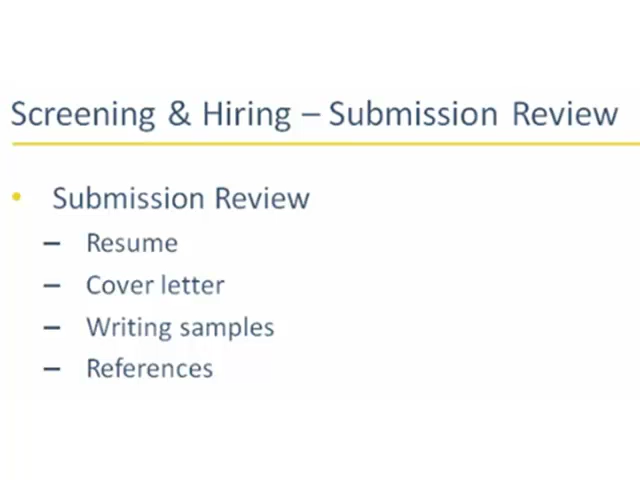 Screening & Hiring – Submission Review
• Submission Review
– Resume
– Cover letter
– Writing samples
– References